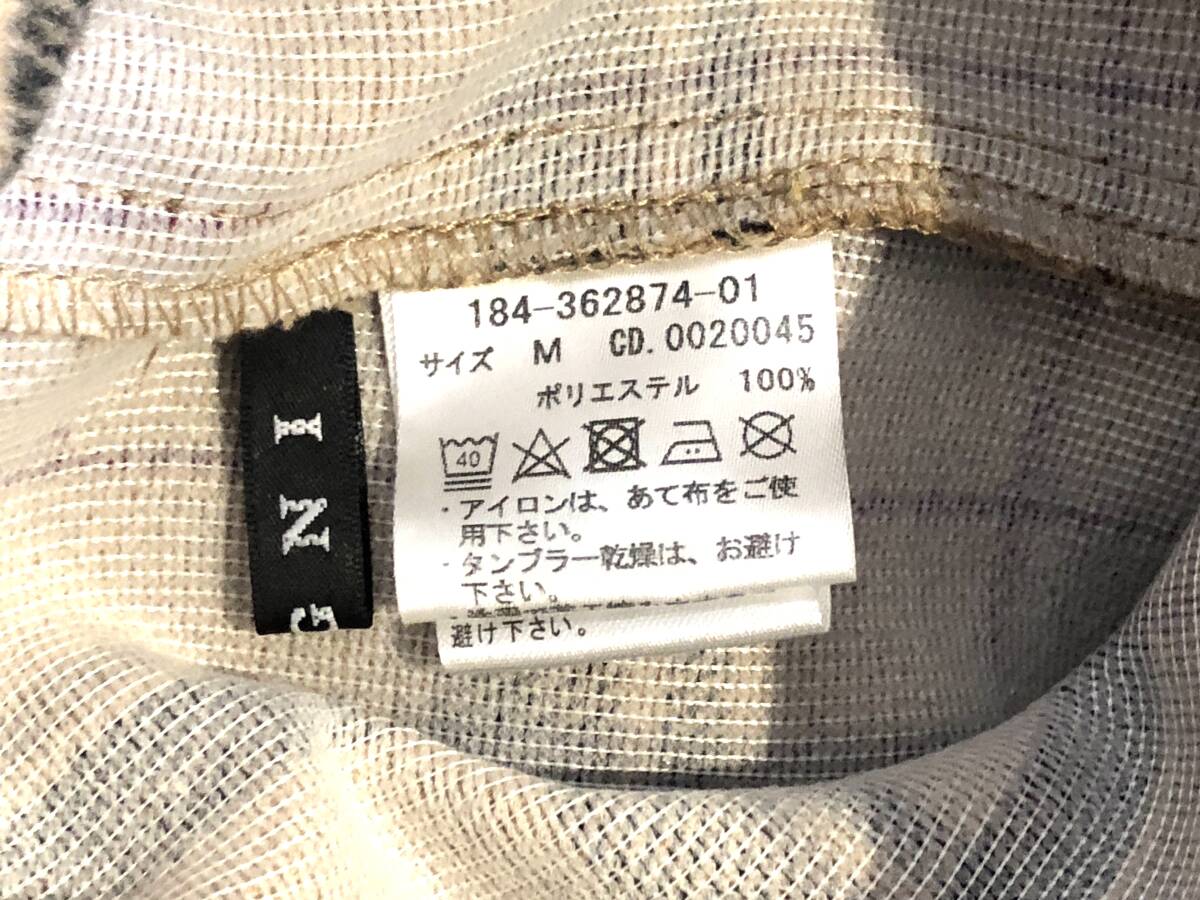 184-362874-01
サイズ M CD. 0020045
ポリエステル 100%
40
・アイロンは、あて布をご使
用下さい。
・タンブラー乾燥は、お避け
下さい。
避け下さい。
I
N
G